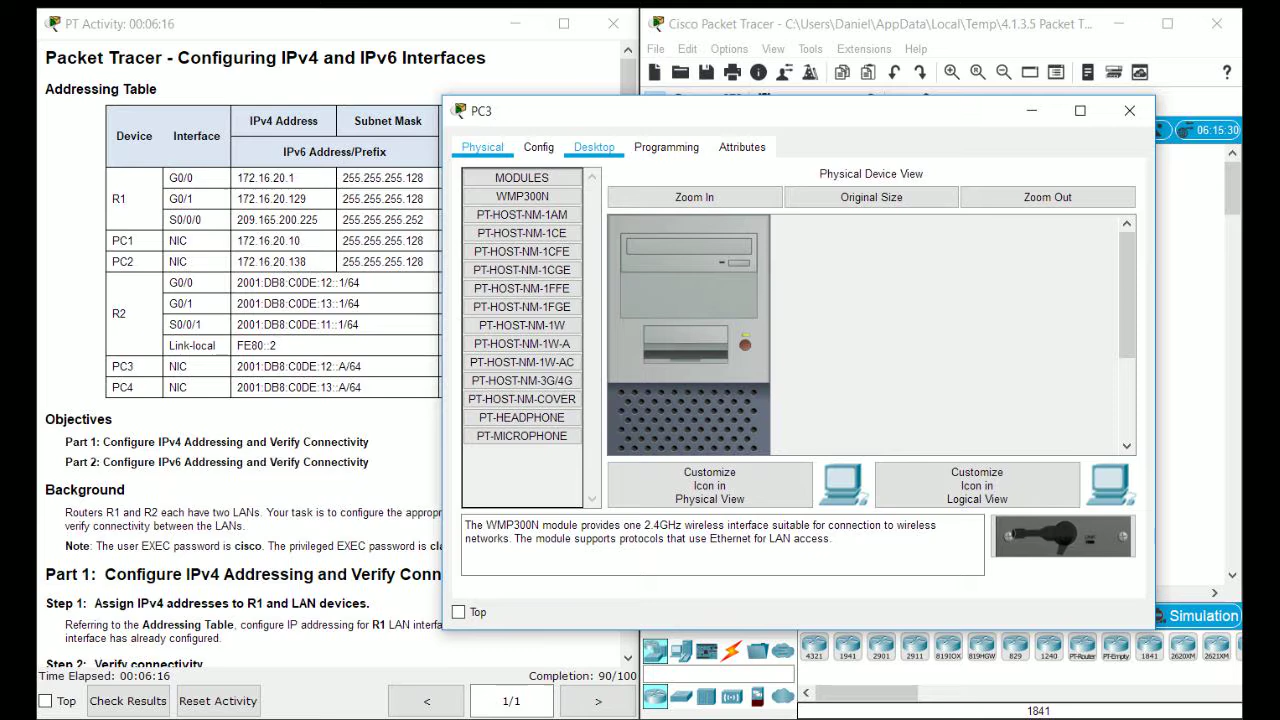 PT Activity: 00:06:16
Packet Tracer - Configuring IPv4 and IPv6 Interfaces
Addressing Table
Device Interface IPv4 Address Subnet Mask
IPv6 Address/Prefix
R1 G0/0 172.16.20.1 255.255.255.128
G0/1 172.16.20.129 255.255.255.128
S0/0/0 209.165.200.225 255.255.255.252
PC1 NIC 172.16.20.10 255.255.255.128
PC2 NIC 172.16.20.138 255.255.255.128
R2 G0/0 2001:DB8:C0DE:12::1/64
G0/1 2001:DB8:C0DE:13::1/64
S0/0/1 2001:DB8:C0DE:11::1/64
Link-local FE80::2
PC3 NIC 2001:DB8:C0DE:12::A/64
PC4 NIC 2001:DB8:C0DE:13::A/64
Objectives
Part 1: Configure IPv4 Addressing and Verify Connectivity
Part 2: Configure IPv6 Addressing and Verify Connectivity
Background
Routers R1 and R2 each have two LANs. Your task is to configure the approp
verify connectivity between the LANs.
Note: The user EXEC password is cisco. The privileged EXEC password is cla
Part 1: Configure IPv4 Addressing and Verify Conn
Step 1: Assign IPv4 addresses to R1 and LAN devices.
Referring to the Addressing Table, configure IP addressing for R1 LAN interfa
interface has already configured.
Step 2: Verify connectivity.
Time Elapsed: 00:06:16 Completion: 90/100
Top Check Results Reset Activity < 1/1 >
Cisco Packet Tracer - C:\Users\Daniel\AppData\Local\Temp\4.1.3.5 Packet T...
File Edit Options View Tools Extensions Help
?
06:15:30
PC3
Physical Config Desktop Programming Attributes
MODULES
WMP300N
PT-HOST-NM-1AM
PT-HOST-NM-1CE
PT-HOST-NM-1CFE
PT-HOST-NM-1CGE
PT-HOST-NM-1FFE
PT-HOST-NM-1FGE
PT-HOST-NM-1W
PT-HOST-NM-1W-A
PT-HOST-NM-1W-AC
PT-HOST-NM-3G/4G
PT-HOST-NM-COVER
PT-HEADPHONE
PT-MICROPHONE
Physical Device View
Zoom In Original Size Zoom Out
Customize
Icon in
Physical View
Customize
Icon in
Logical View
The WMP300N module provides one 2.4GHz wireless interface suitable for connection to wireless
networks. The module supports protocols that use Ethernet for LAN access.
Top
Simulation
4321 1941 2901 2911 819IOX 819HGW 829 1240 PT-Router PT-Empty 1841 2620XM 2621XM
1841